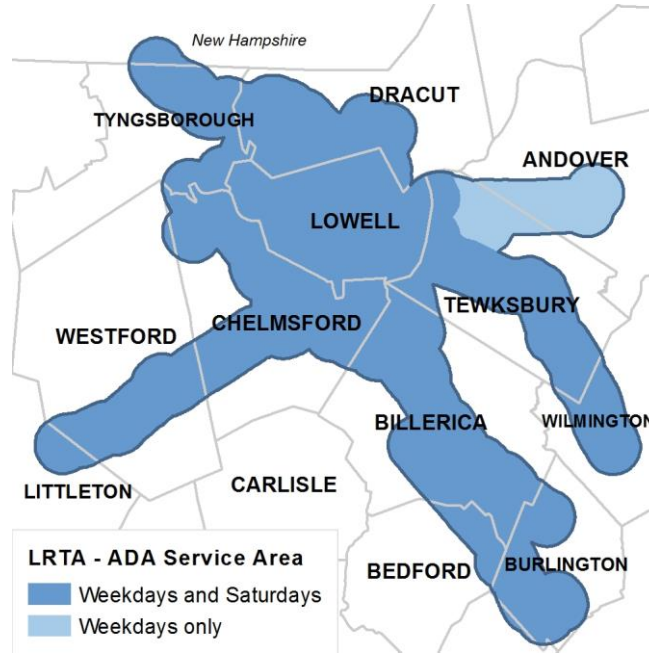 New Hampshire
DRACUT
TYNGSBOROUGH
ANDOVER
LOWELL
TEWKSBURY
WESTFORD
CHELMSFORD
BILLERICA
WILMINGTON
LITTLETON
CARLISLE
BEDFORD
BURLINGTON
LRTA - ADA Service Area
Weekdays and Saturdays
Weekdays only